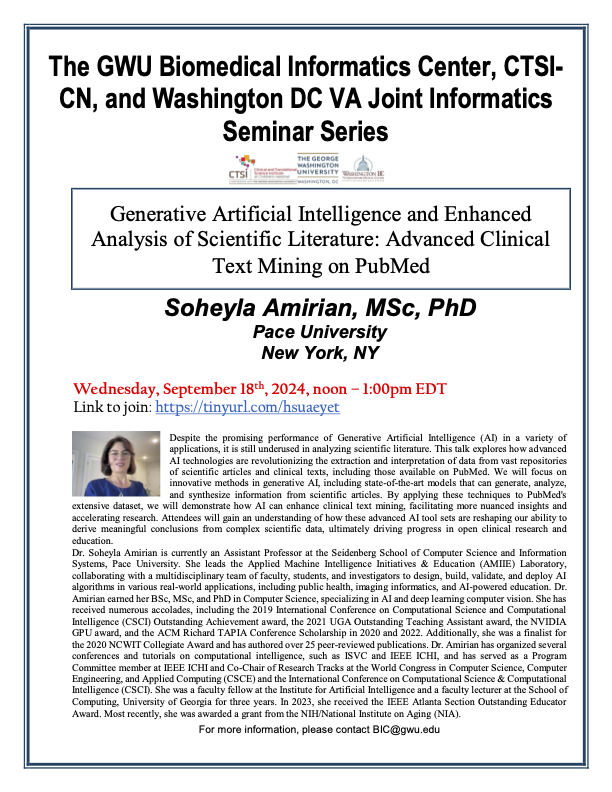 The GWU Biomedical Informatics Center, CTSI-
CN, and Washington DC VA Joint Informatics
Seminar Series
CTSI
Clinical and Translational
Science Institute
THE GEORGE
WASHINGTON
UNIVERSITY
WASHINGTON, DC
WASHINGTON DC
Generative Artificial Intelligence and Enhanced
Analysis of Scientific Literature: Advanced Clinical
Text Mining on PubMed
Soheyla Amirian, MSc, PhD
Pace University
New York, NY
Wednesday, September 18th, 2024, noon – 1:00pm EDT
Link to join: https://tinyurl.com/hsuaeyet
Despite the promising performance of Generative Artificial Intelligence (AI) in a variety of
applications, it is still underused in analyzing scientific literature. This talk explores how advanced
AI technologies are revolutionizing the extraction and interpretation of data from vast repositories
of scientific articles and clinical texts, including those available on PubMed. We will focus on
innovative methods in generative AI, including state-of-the-art models that can generate, analyze,
and synthesize information from scientific articles. By applying these techniques to PubMed's
extensive dataset, we will demonstrate how AI can enhance clinical text mining, facilitating more nuanced insights and
accelerating research. Attendees will gain an understanding of how these advanced AI tool sets are reshaping our ability to
derive meaningful conclusions from complex scientific data, ultimately driving progress in open clinical research and
education.
Dr. Soheyla Amirian is currently an Assistant Professor at the Seidenberg School of Computer Science and Information
Systems, Pace University. She leads the Applied Machine Intelligence Initiatives & Education (AMIIE) Laboratory,
collaborating with a multidisciplinary team of faculty, students, and investigators to design, build, validate, and deploy AI
algorithms in various real-world applications, including public health, imaging informatics, and AI-powered education. Dr.
Amirian earned her BSc, MSc, and PhD in Computer Science, specializing in AI and deep learning computer vision. She has
received numerous accolades, including the 2019 International Conference on Computational Science and Computational
Intelligence (CSCI) Outstanding Achievement award, the 2021 UGA Outstanding Teaching Assistant award, the NVIDIA
GPU award, and the ACM Richard TAPIA Conference Scholarship in 2020 and 2022. Additionally, she was a finalist for
the 2020 NCWIT Collegiate Award and has authored over 25 peer-reviewed publications. Dr. Amirian has organized several
conferences and tutorials on computational intelligence, such as ISVC and IEEE ICHI, and has served as a Program
Committee member at IEEE ICHI and Co-Chair of Research Tracks at the World Congress in Computer Science, Computer
Engineering, and Applied Computing (CSCE) and the International Conference on Computational Science & Computational
Intelligence (CSCI). She was a faculty fellow at the Institute for Artificial Intelligence and a faculty lecturer at the School of
Computing, University of Georgia for three years. In 2023, she received the IEEE Atlanta Section Outstanding Educator
Award. Most recently, she was awarded a grant from the NIH/National Institute on Aging (NIA).
For more information, please contact BIC@gwu.edu